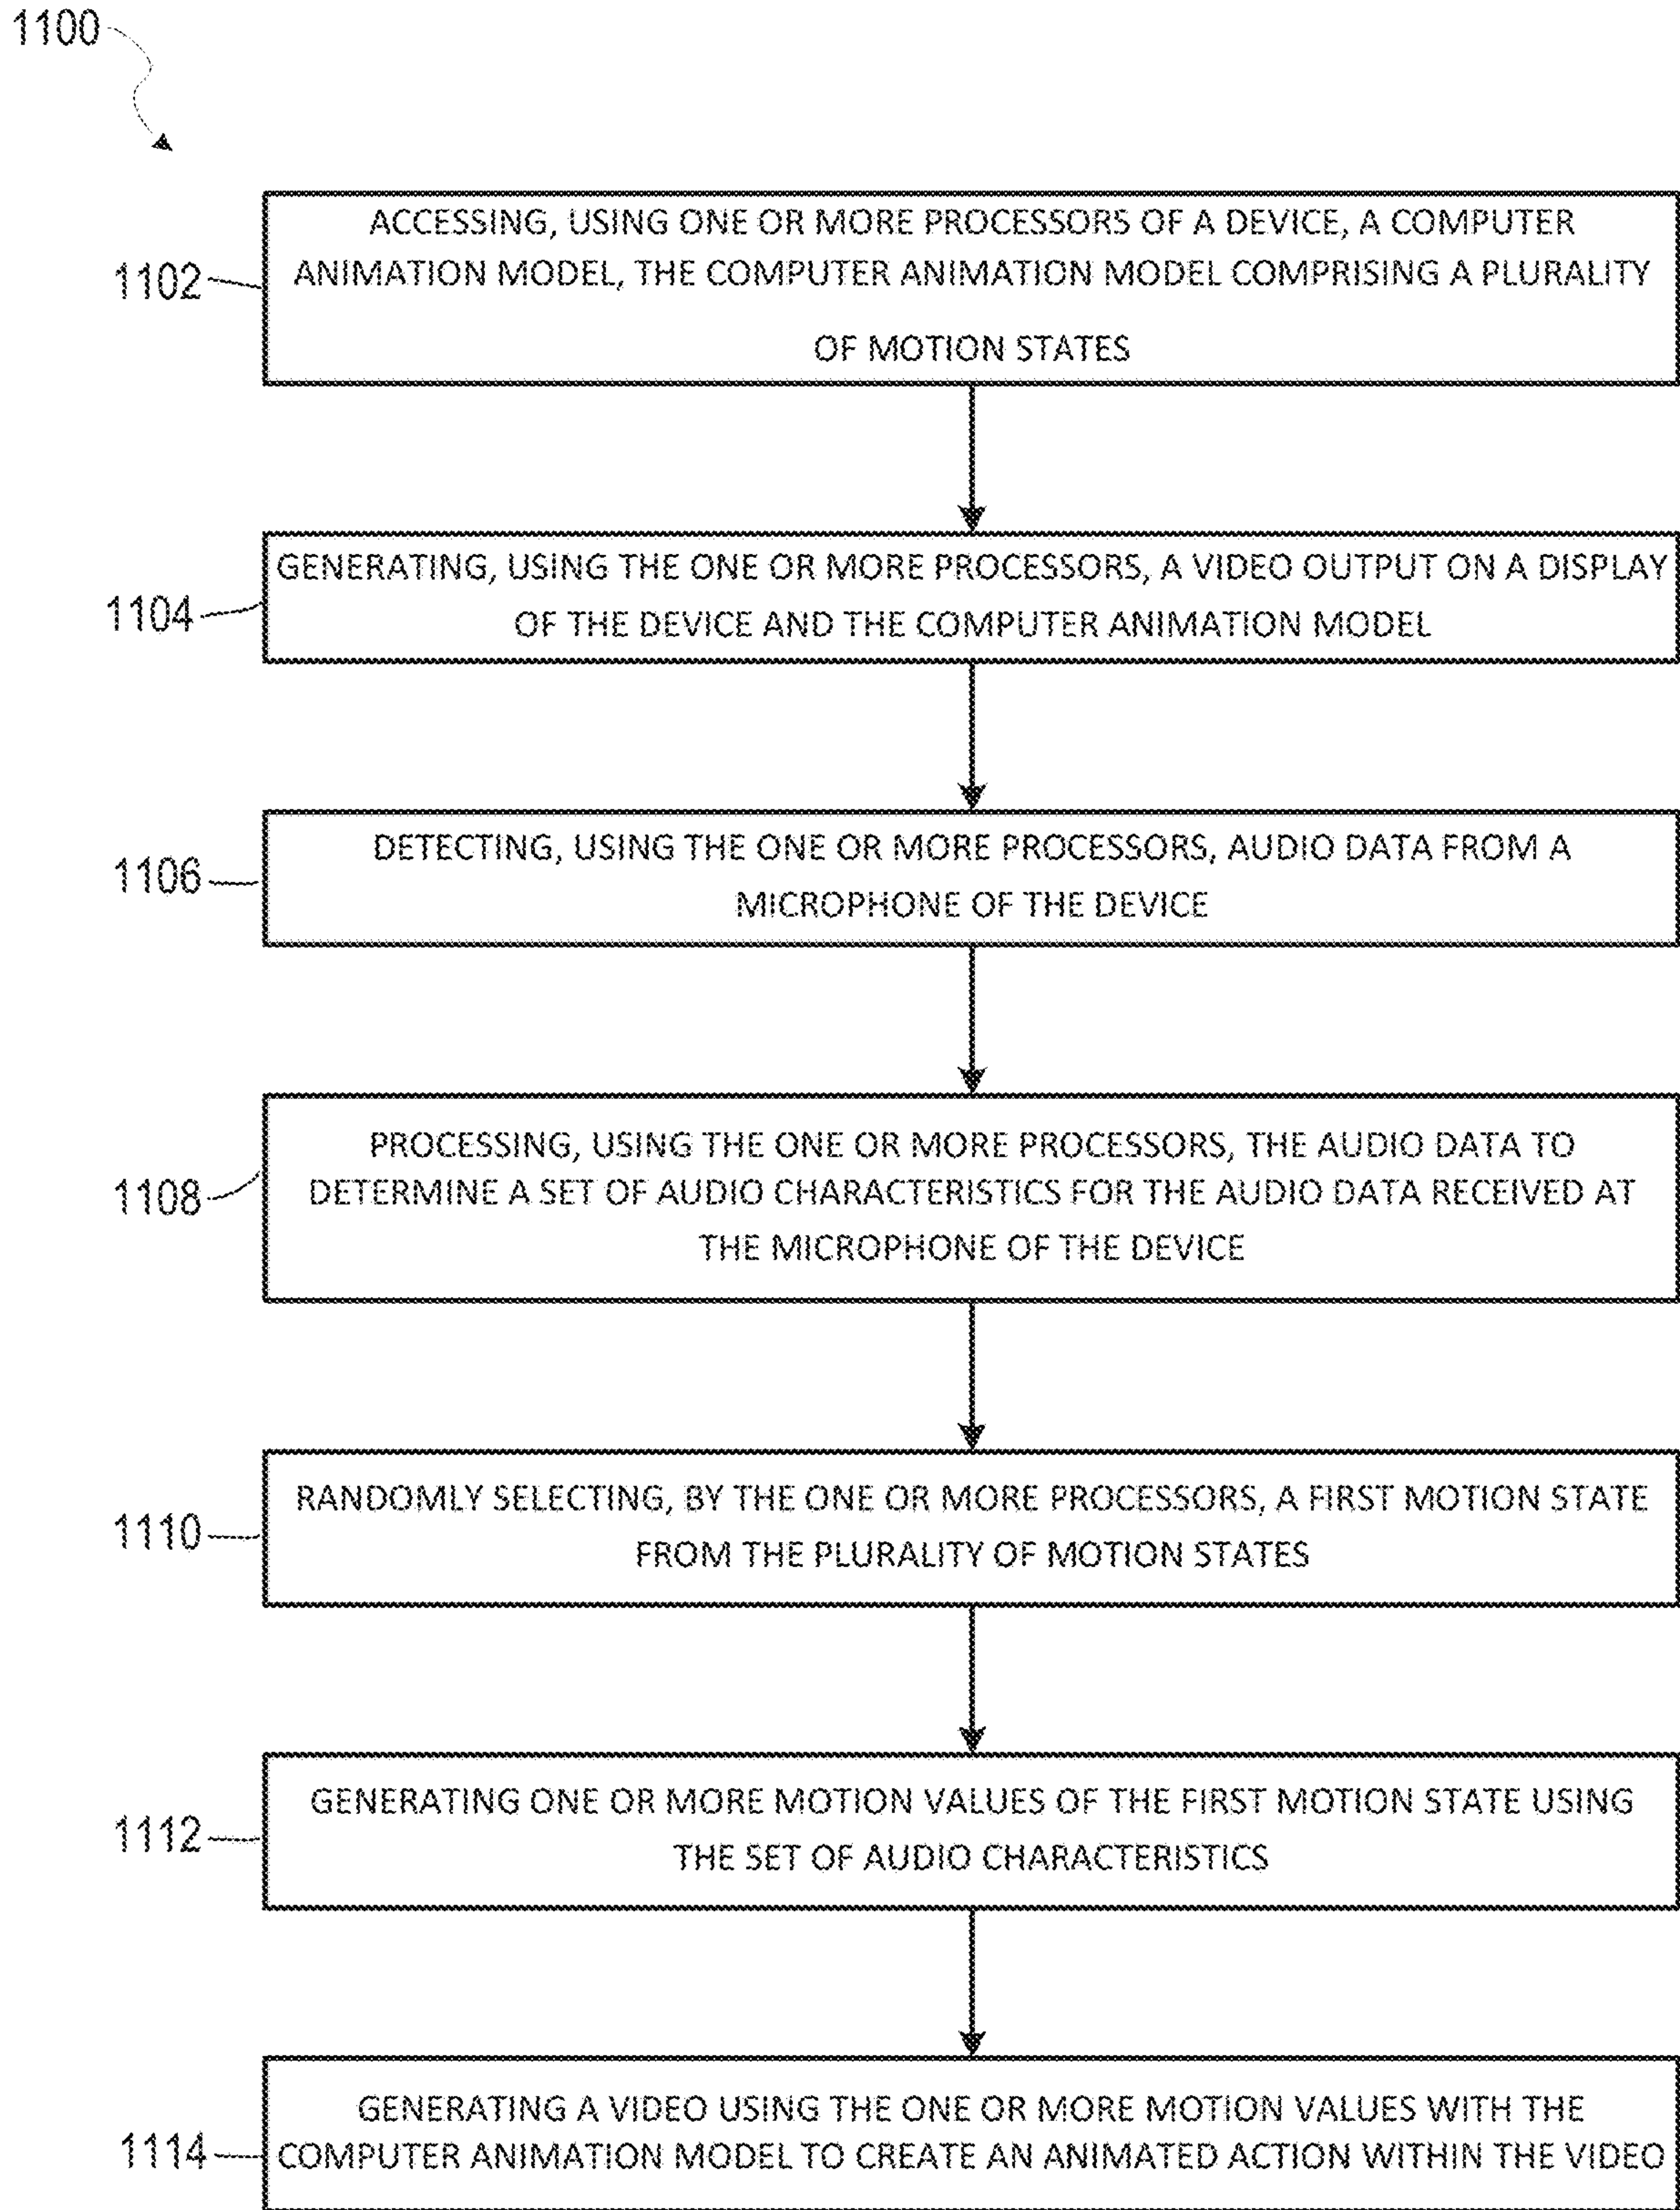 1100
1102
ACCESSING, USING ONE OR MORE PROCESSORS OF A DEVICE, A COMPUTER
ANIMATION MODEL, THE COMPUTER ANIMATION MODEL COMPRISING A PLURALITY
OF MOTION STATES
1104
GENERATING, USING THE ONE OR MORE PROCESSORS, A VIDEO OUTPUT ON A DISPLAY
OF THE DEVICE AND THE COMPUTER ANIMATION MODEL
1106
DETECTING, USING THE ONE OR MORE PROCESSORS, AUDIO DATA FROM A
MICROPHONE OF THE DEVICE
1108
PROCESSING, USING THE ONE OR MORE PROCESSORS, THE AUDIO DATA TO
DETERMINE A SET OF AUDIO CHARACTERISTICS FOR THE AUDIO DATA RECEIVED AT
THE MICROPHONE OF THE DEVICE
1110
RANDOMLY SELECTING, BY THE ONE OR MORE PROCESSORS, A FIRST MOTION STATE
FROM THE PLURALITY OF MOTION STATES
1112
GENERATING ONE OR MORE MOTION VALUES OF THE FIRST MOTION STATE USING
THE SET OF AUDIO CHARACTERISTICS
1114
GENERATING A VIDEO USING THE ONE OR MORE MOTION VALUES WITH THE
COMPUTER ANIMATION MODEL TO CREATE AN ANIMATED ACTION WITHIN THE VIDEO